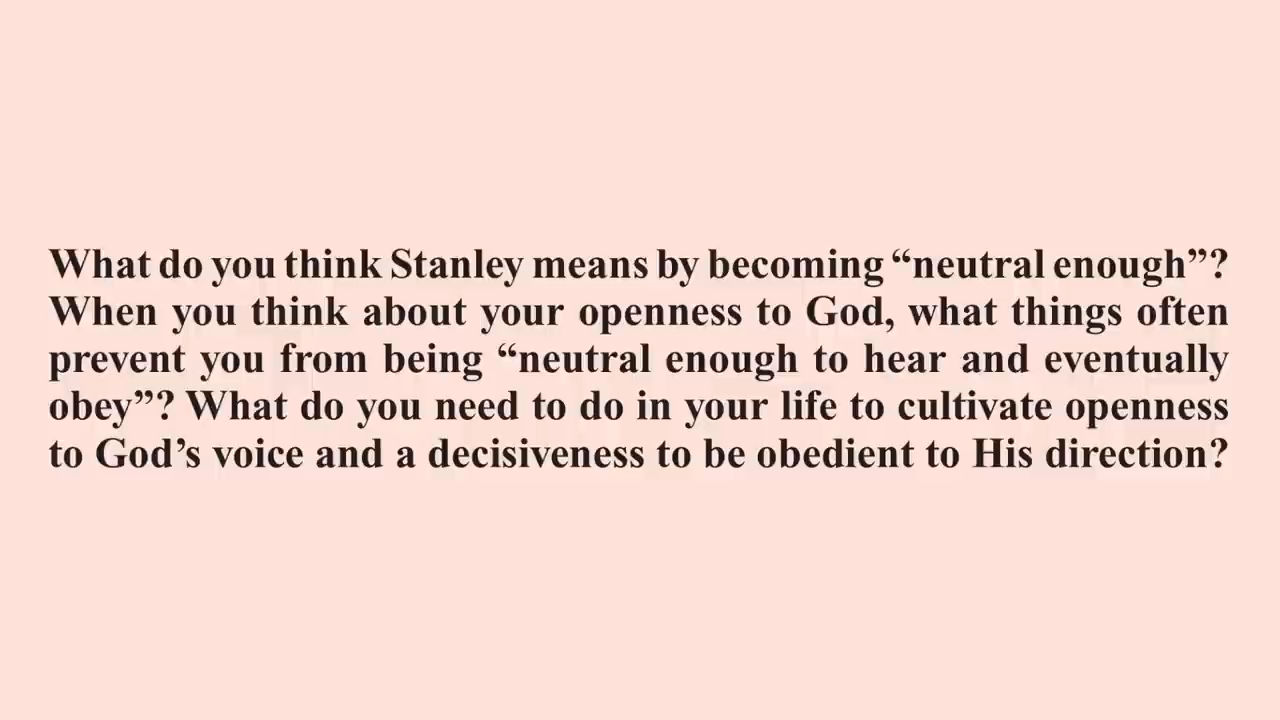 What do you think Stanley means by becoming “neutral enough”?
When you think about your openness to God, what things often
prevent you from being “neutral enough to hear and eventually
obey”? What do you need to do in your life to cultivate openness
to God’s voice and a decisiveness to be obedient to His direction?